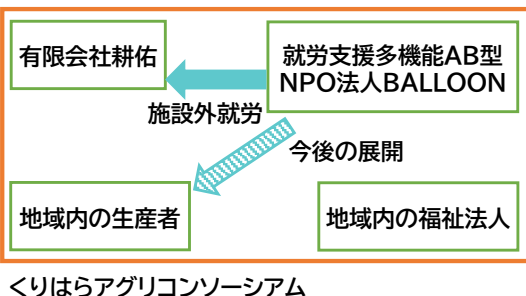 有限会社耕佑
就労支援多機能AB型
NPO法人BALLOON
施設外就労
今後の展開
地域内の生産者
地域内の福祉法人
くりはらアグリコンソーシアム